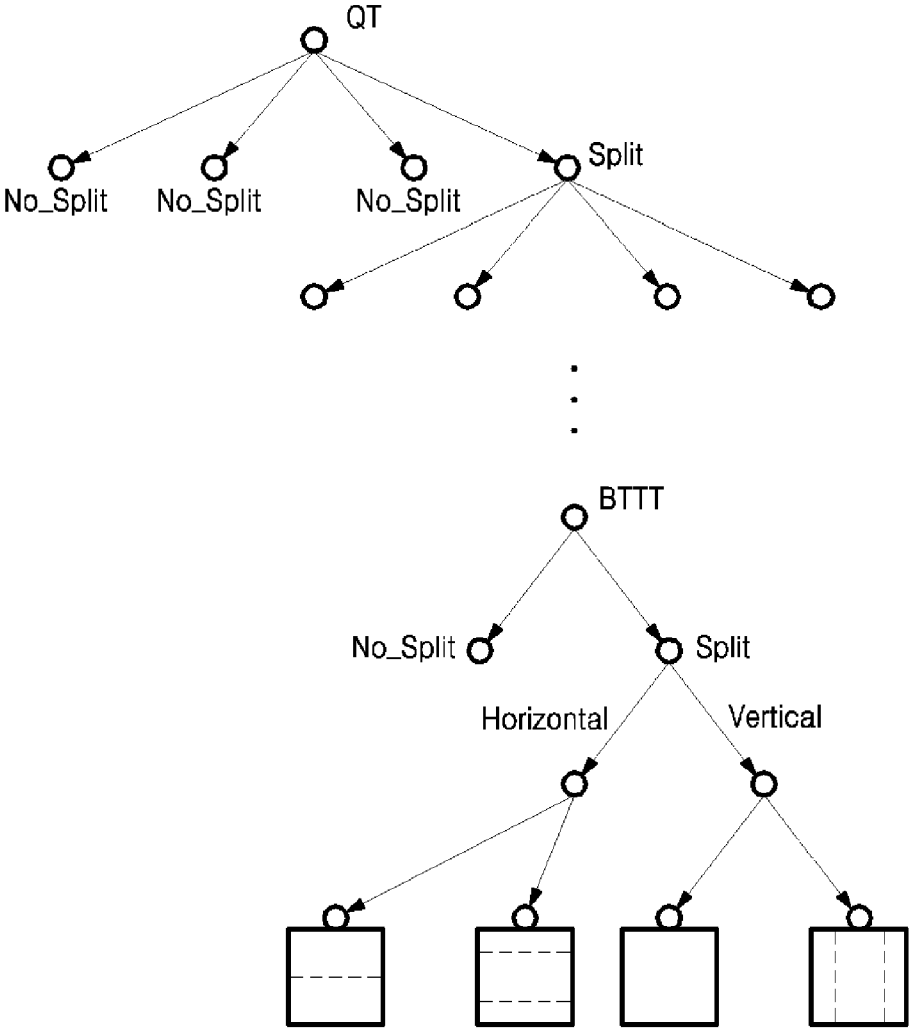 QT
Split
No_Split
No_Split
No_Split
BTTT
No_Split
Split
Horizontal
Vertical